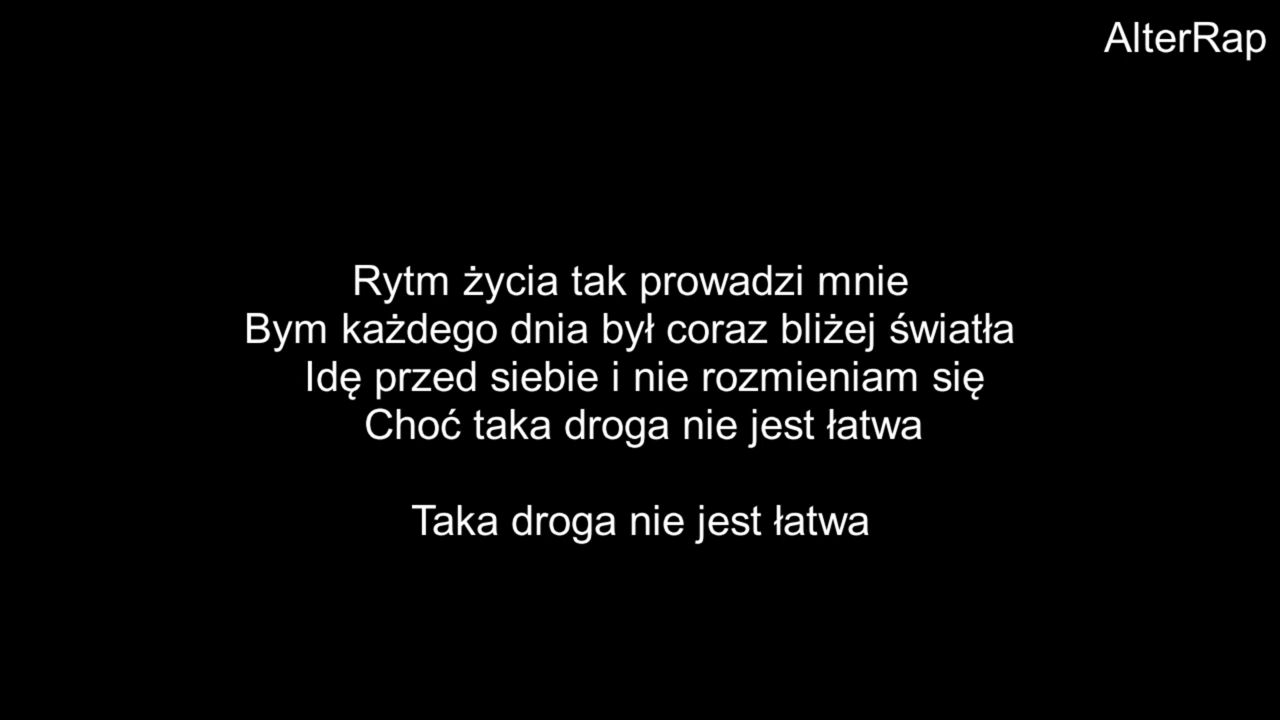 AlterRap
Rytm życia tak prowadzi mnie
Bym każdego dnia był coraz bliżej światła
Idę przed siebie i nie rozmieniam się
Choć taka droga nie jest łatwa
Taka droga nie jest łatwa